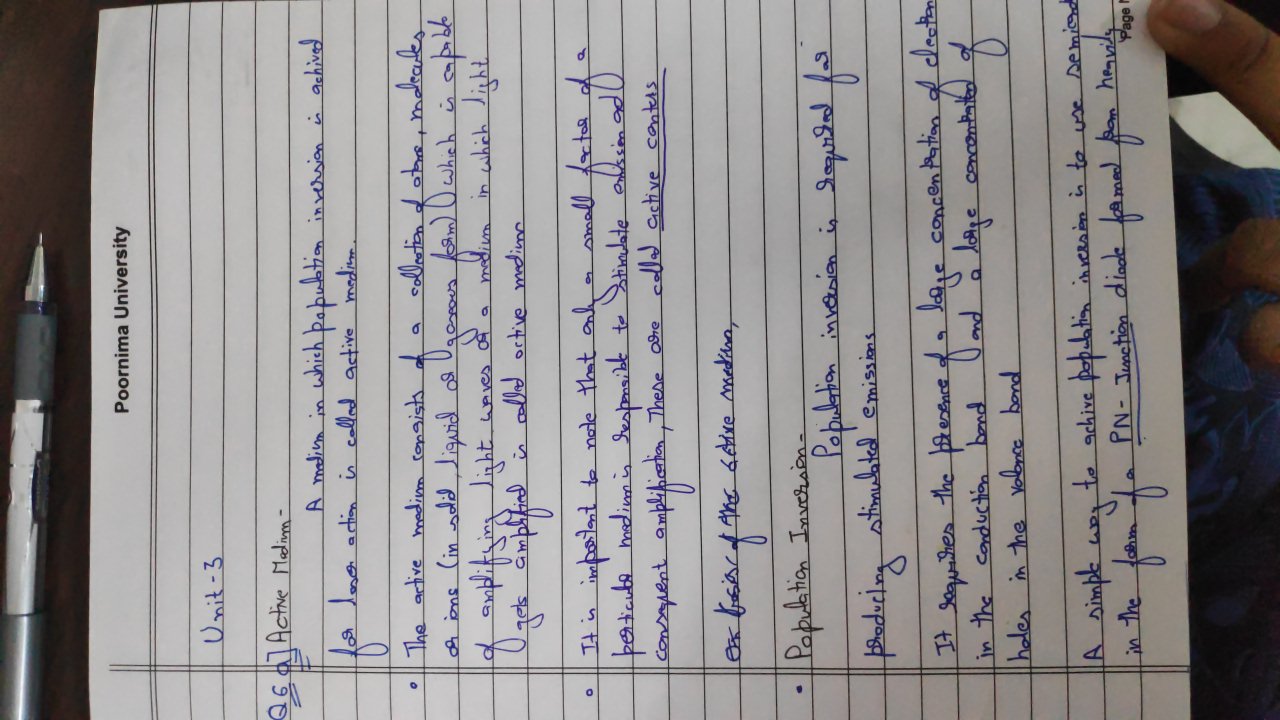 Poornima University
Unit-3
Q6 a] Active Medium-
A medium in which population inversion is achived
for laser action is called active medium.
The active medium consists of a collection of atoms, molecules
or ions (in solid, liquid or gaseous form) which is capable
of amplifying light waves or a medium in which light
gets amplified is called active medium
It is important to note that only a small factor of a
perticular medium is responsible to stimulate emission and
consequent amplification, These are called active centers
of the active medium,
Population Inversion-
Population inversion is required for
producing stimulated emissions
It requires the presence of a large concentration of electron
in the conduction band and a large concentrated of
holes in the valance band
A simple way to achive population inversion is to use semicond
in the form of a PN-Junction diode formed from heavily
Page N